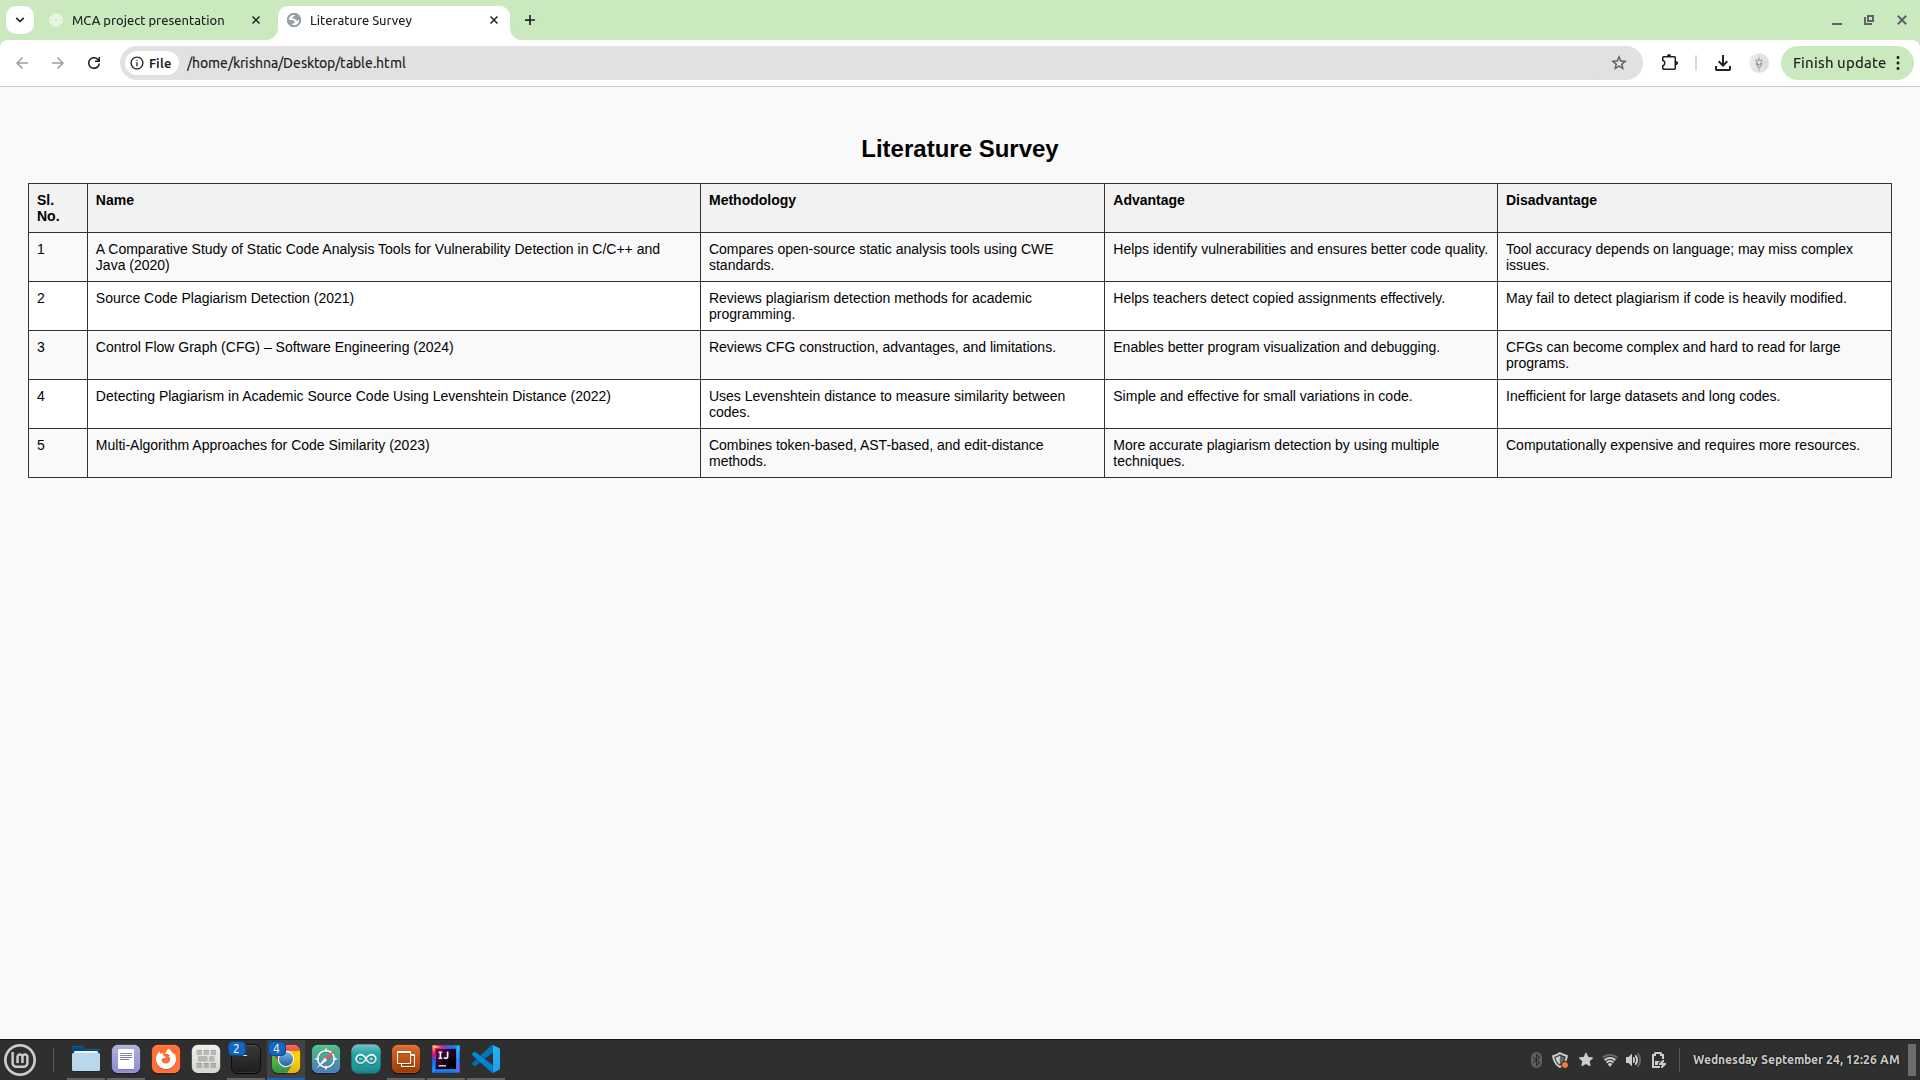 MCA project presentation
Literature Survey
File /home/krishna/Desktop/table.html
Finish update
Literature Survey
Sl. No.
Name
Methodology
Advantage
Disadvantage
1
A Comparative Study of Static Code Analysis Tools for Vulnerability Detection in C/C++ and
Java (2020)
Compares open-source static analysis tools using CWE
standards.
Helps identify vulnerabilities and ensures better code quality.
Tool accuracy depends on language; may miss complex
issues.
2
Source Code Plagiarism Detection (2021)
Reviews plagiarism detection methods for academic
programming.
Helps teachers detect copied assignments effectively.
May fail to detect plagiarism if code is heavily modified.
3
Control Flow Graph (CFG) – Software Engineering (2024)
Reviews CFG construction, advantages, and limitations.
Enables better program visualization and debugging.
CFGs can become complex and hard to read for large
programs.
4
Detecting Plagiarism in Academic Source Code Using Levenshtein Distance (2022)
Uses Levenshtein distance to measure similarity between
codes.
Simple and effective for small variations in code.
Inefficient for large datasets and long codes.
5
Multi-Algorithm Approaches for Code Similarity (2023)
Combines token-based, AST-based, and edit-distance
methods.
More accurate plagiarism detection by using multiple
techniques.
Computationally expensive and requires more resources.
2
4
IJ
Wednesday September 24, 12:26 AM